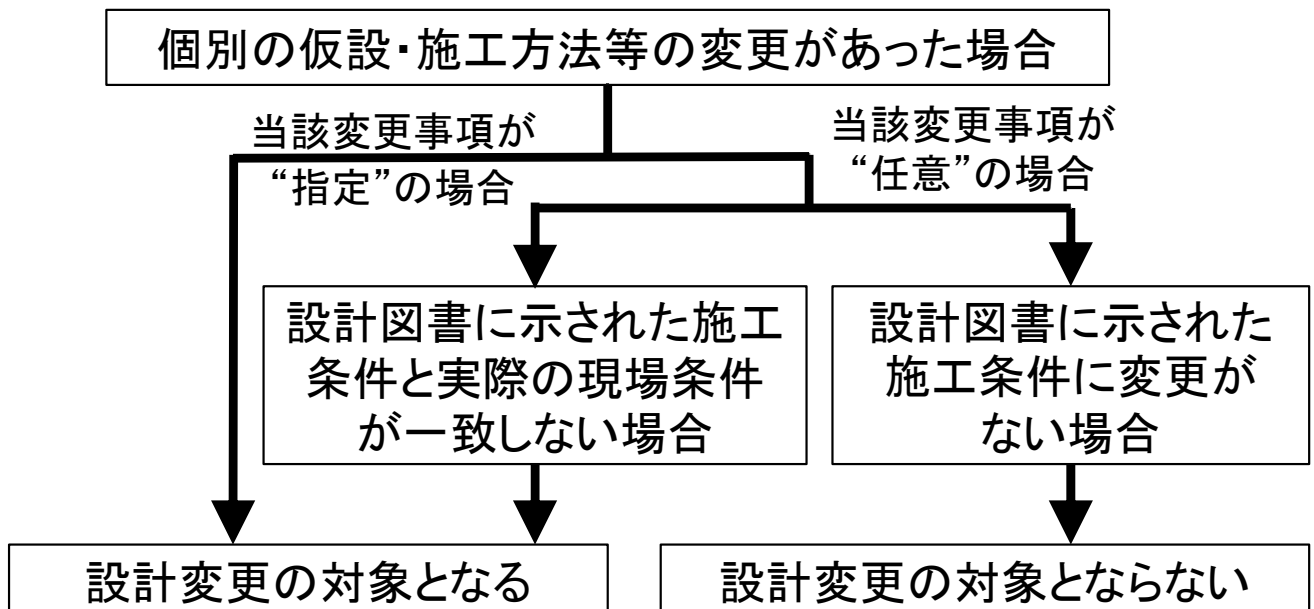 個別の仮設・施工方法等の変更があった場合
当該変更事項が
“指定”の場合
当該変更事項が
“任意”の場合
設計図書に示された施工
条件と実際の現場条件
が一致しない場合
設計図書に示された
施工条件に変更が
ない場合
設計変更の対象となる
設計変更の対象とならない